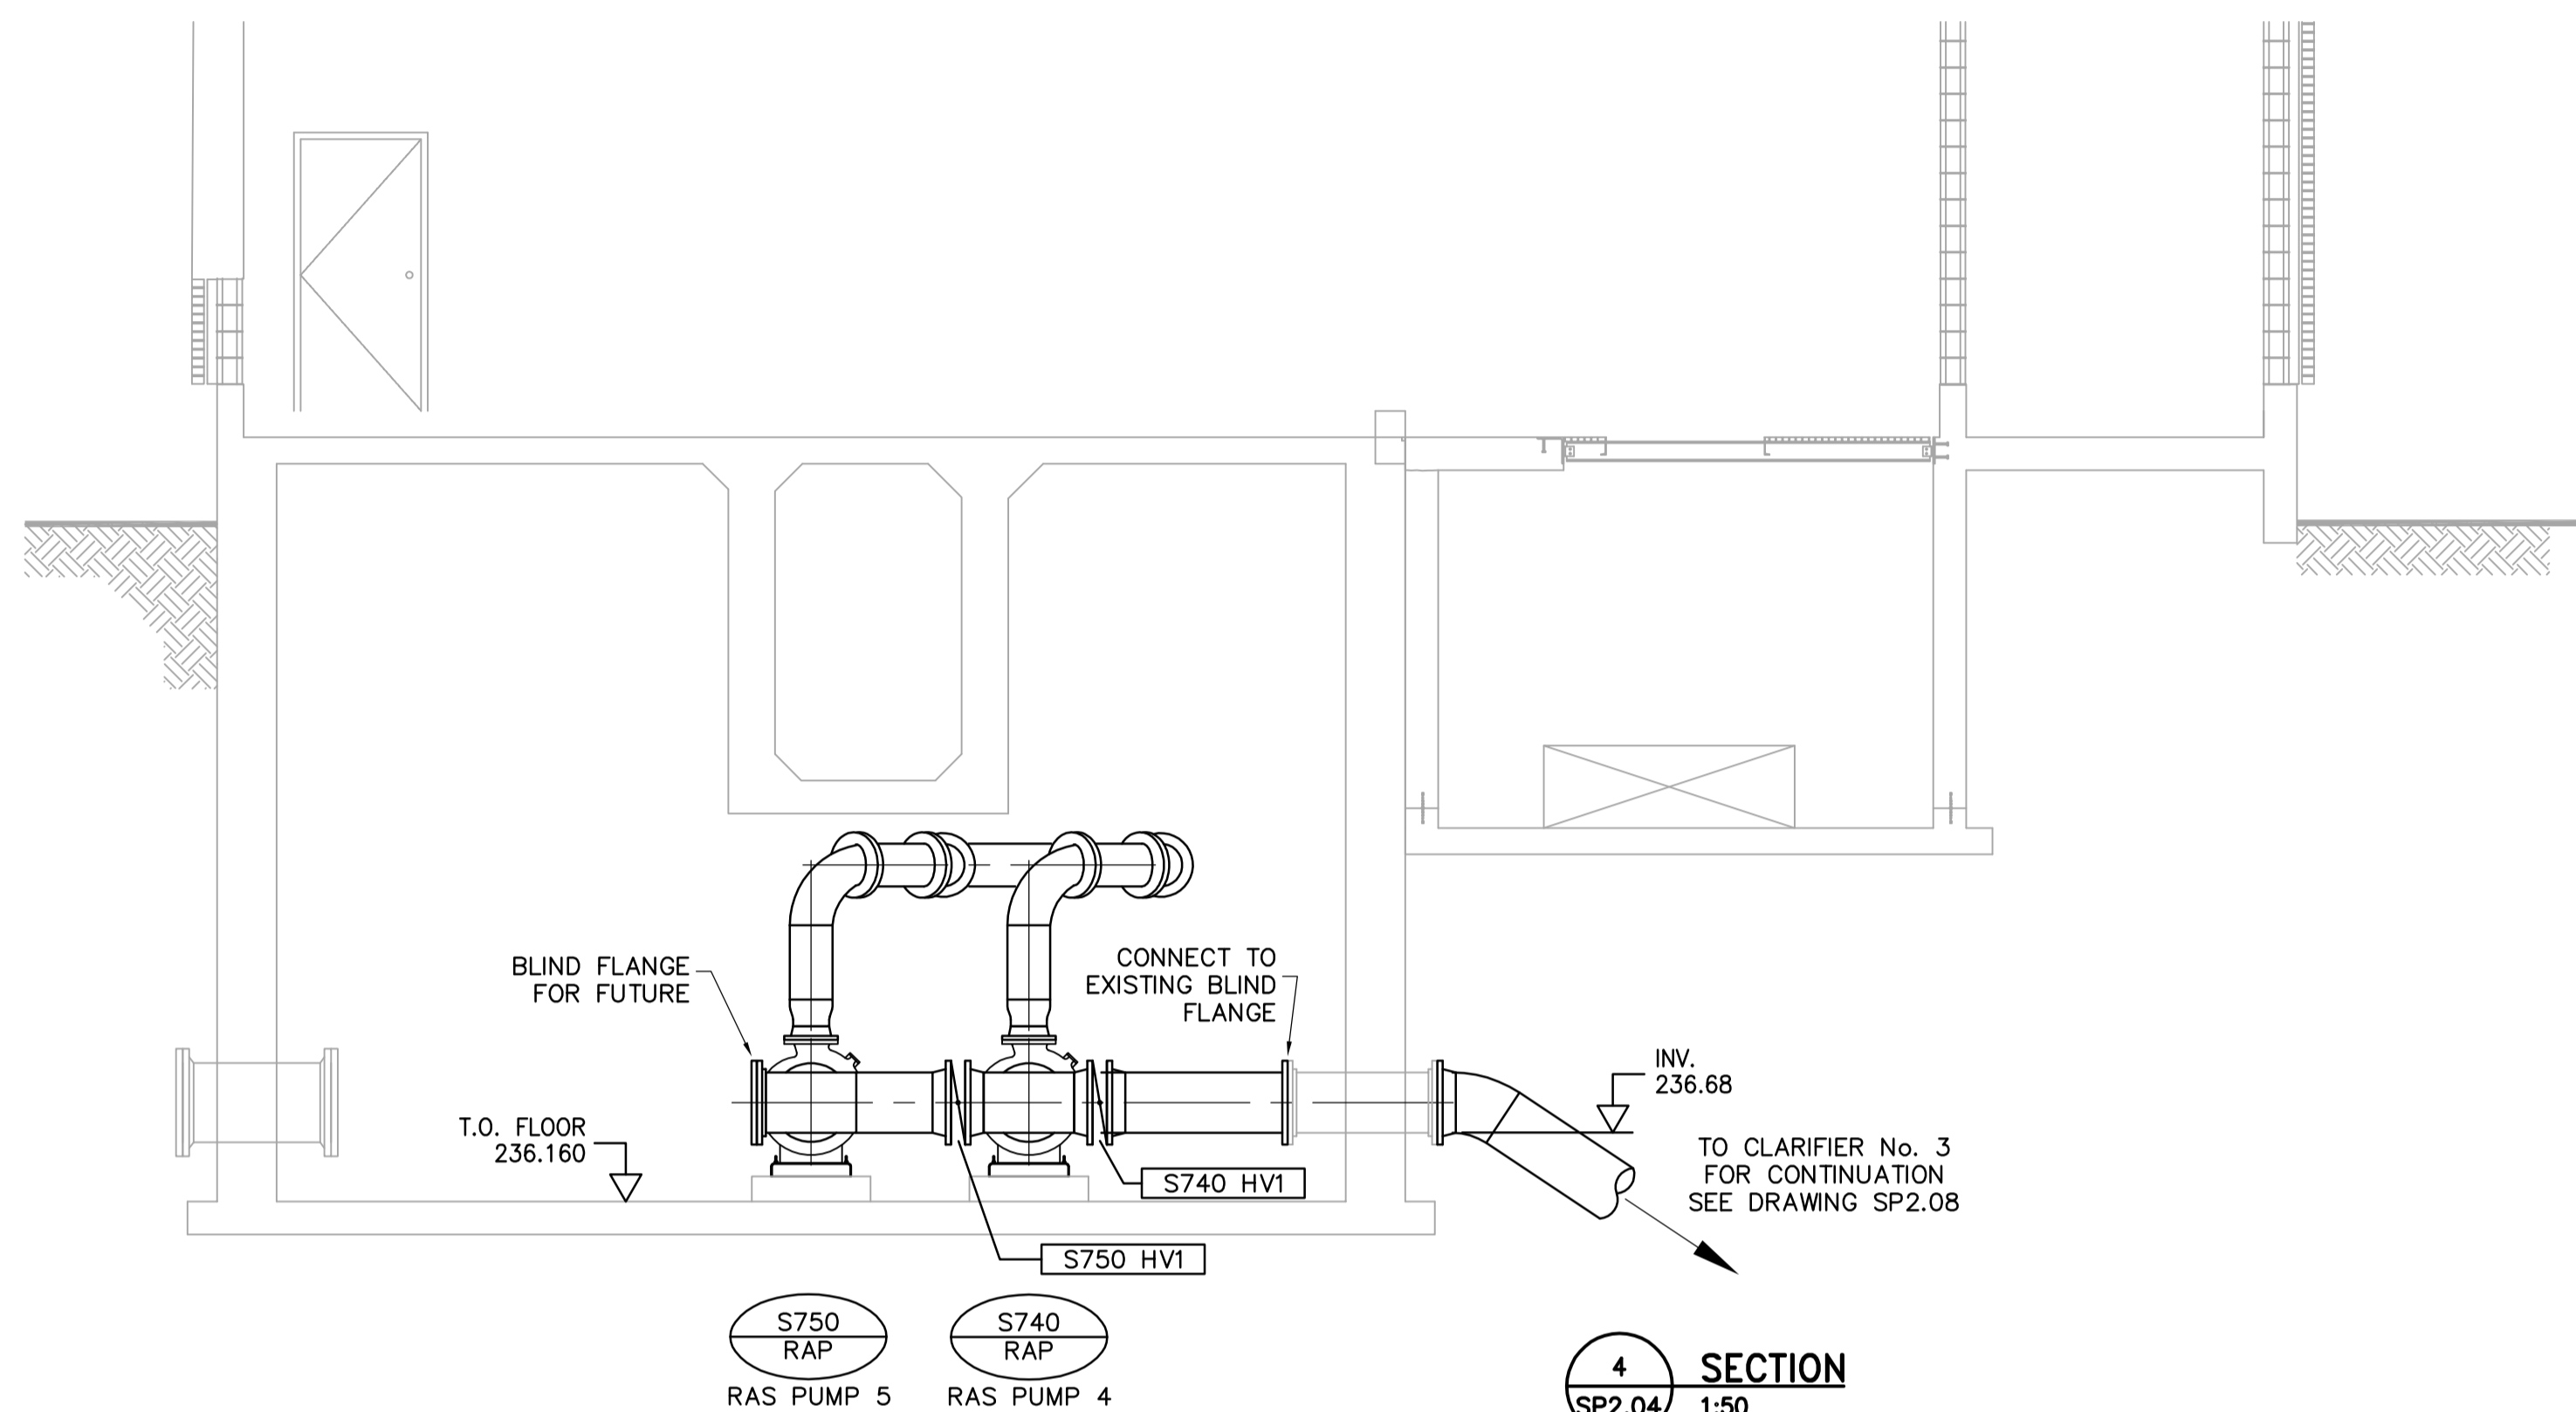 BLIND FLANGE
FOR FUTURE
CONNECT TO
EXISTING BLIND
FLANGE
INV.
236.68
T.O. FLOOR
236.160
TO CLARIFIER No. 3
FOR CONTINUATION
SEE DRAWING SP2.08
S740 HV1
S750 HV1
S750
RAP
RAS PUMP 5
S740
RAP
RAS PUMP 4
4
SP2.04
SECTION
1:50